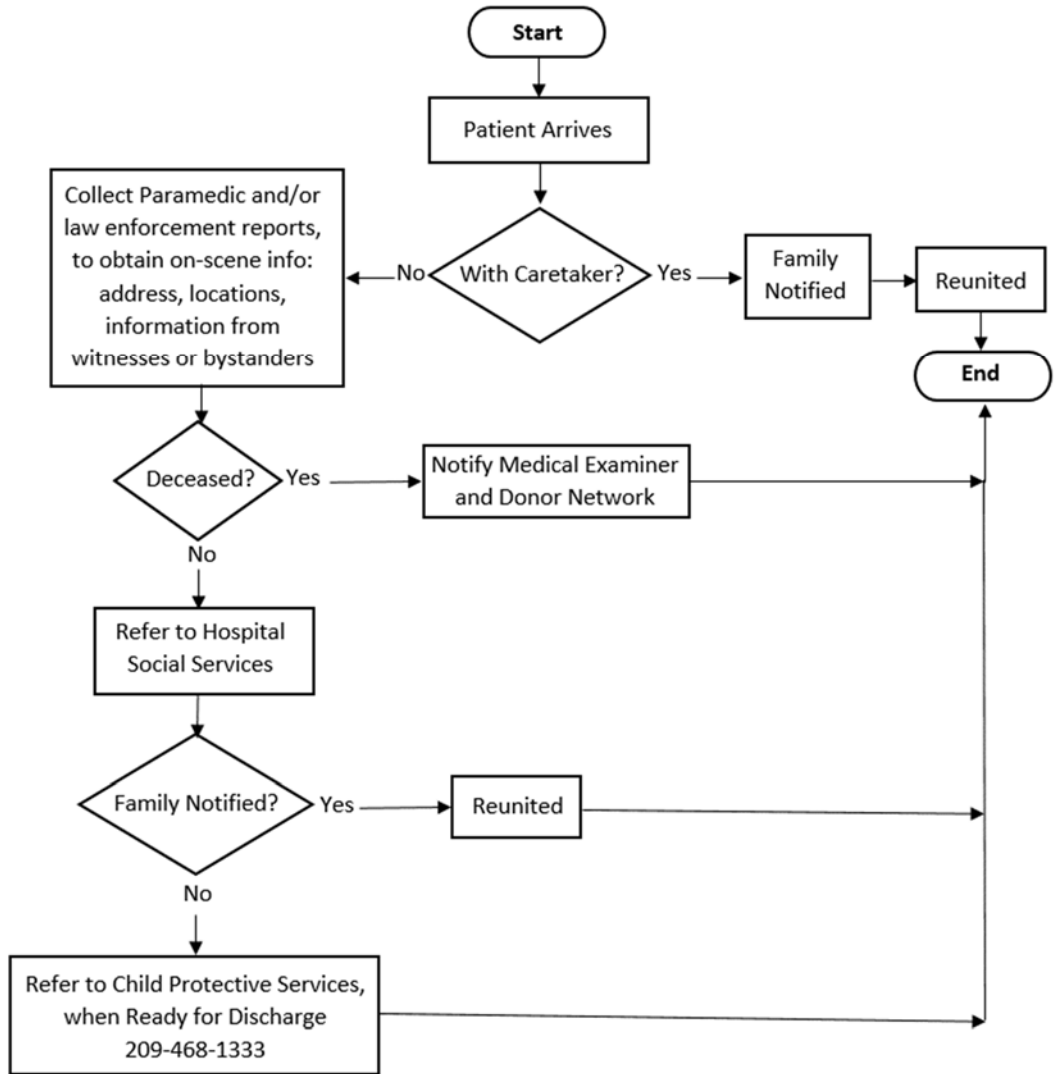 Start
Patient Arrives
With Caretaker?
No
Yes
Family
Notified
Reunited
End
Collect Paramedic and/or
law enforcement reports,
to obtain on-scene info:
address, locations,
information from
witnesses or bystanders
Deceased?
Yes
Notify Medical Examiner
and Donor Network
No
Refer to Hospital
Social Services
Family Notified?
Yes
Reunited
No
Refer to Child Protective Services,
when Ready for Discharge
209-468-1333